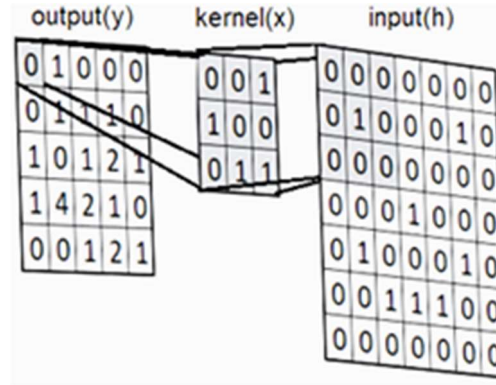 output(y) kernel(x) input(h)
0 1 0 0 0
0 1 1 1 0
1 0 1 2 1
1 4 2 1 0
0 0 1 2 1
0 0 1
1 0 0
0 1 1
0 0 0 0 0 0 0
0 1 0 0 0 1 0
0 0 0 0 0 0 0
0 0 0 1 0 0 0
0 1 0 0 0 1 0
0 0 1 1 1 0 0
0 0 0 0 0 0 0